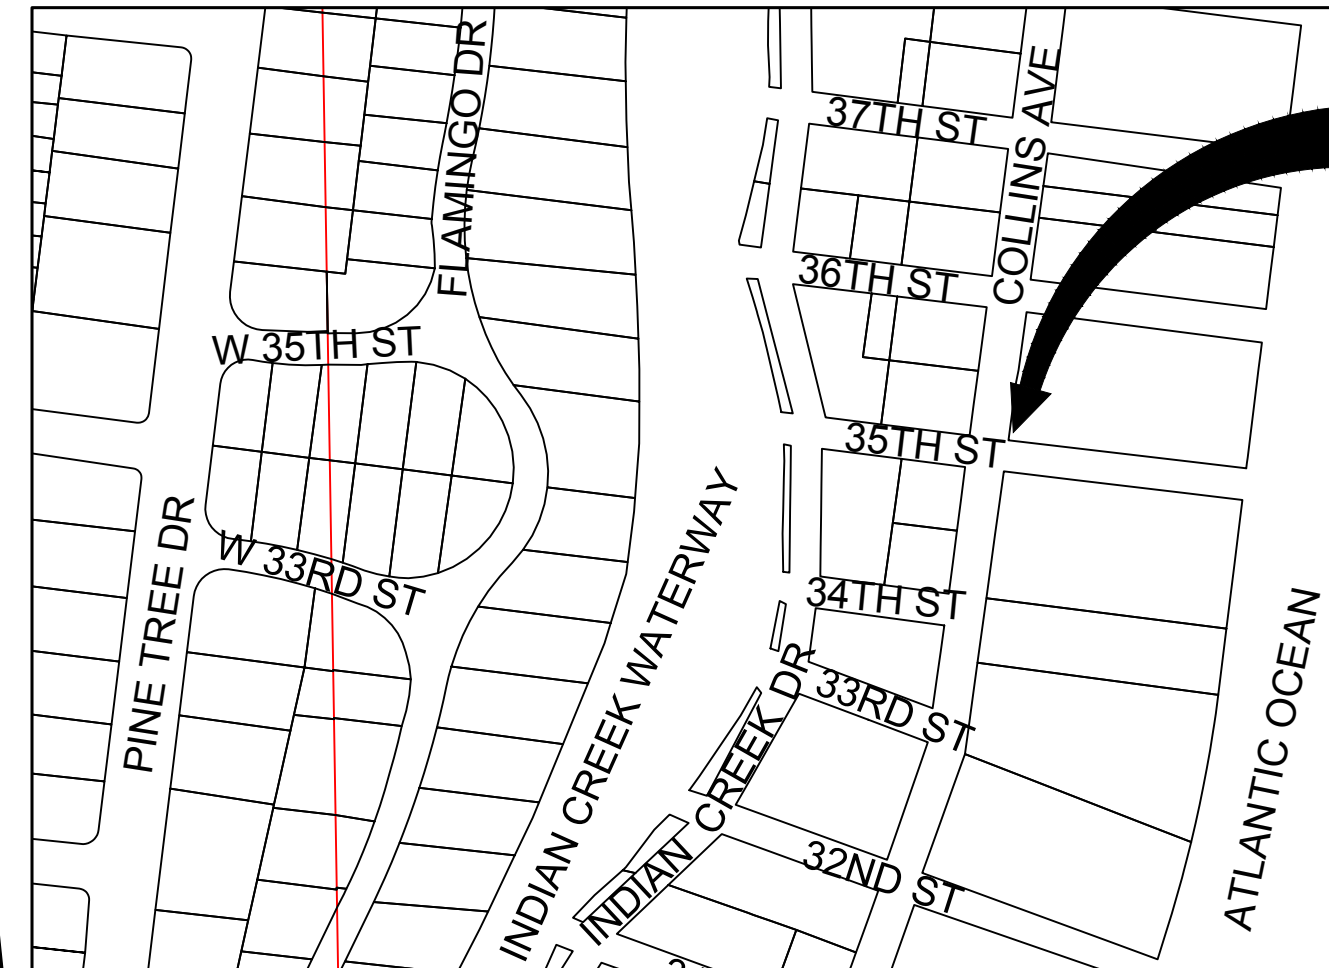 FLAMINGO DR
37TH ST
COLLINS AVE
36TH ST
W 35TH ST
35TH ST
PINE TREE DR
W 33RD ST
INDIAN CREEK WATERWAY
34TH ST
33RD ST
INDIAN CREEK DR
ATLANTIC OCEAN
32ND ST